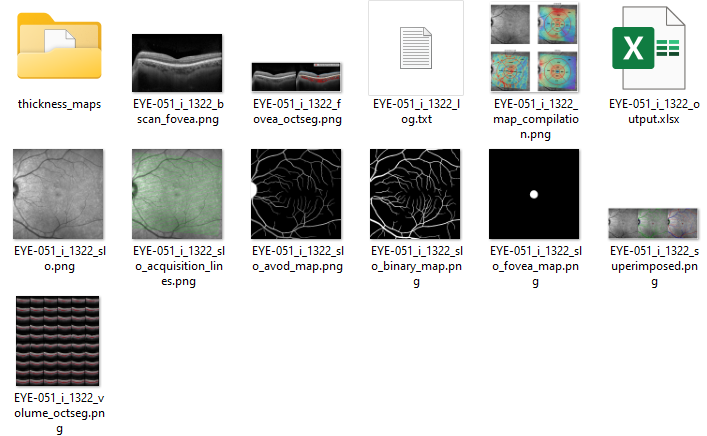 thickness_maps
EYE-051_i_1322_b
scan_fovea.png
EYE-051_i_1322_f
ovea_octseg.png
EYE-051_i_1322_l
og.txt
EYE-051_i_1322_
map_compilatio
n.png
EYE-051_i_1322_o
utput.xlsx
EYE-051_i_1322_sl
o.png
EYE-051_i_1322_sl
o_acquisition_lin
es.png
EYE-051_i_1322_sl
o_avod_map.png
EYE-051_i_1322_sl
o_binary_map.pn
g
EYE-051_i_1322_sl
o_fovea_map.pn
g
EYE-051_i_1322_s
uperimposed.pn
g
EYE-051_i_1322_v
olume_octseg.pn
g